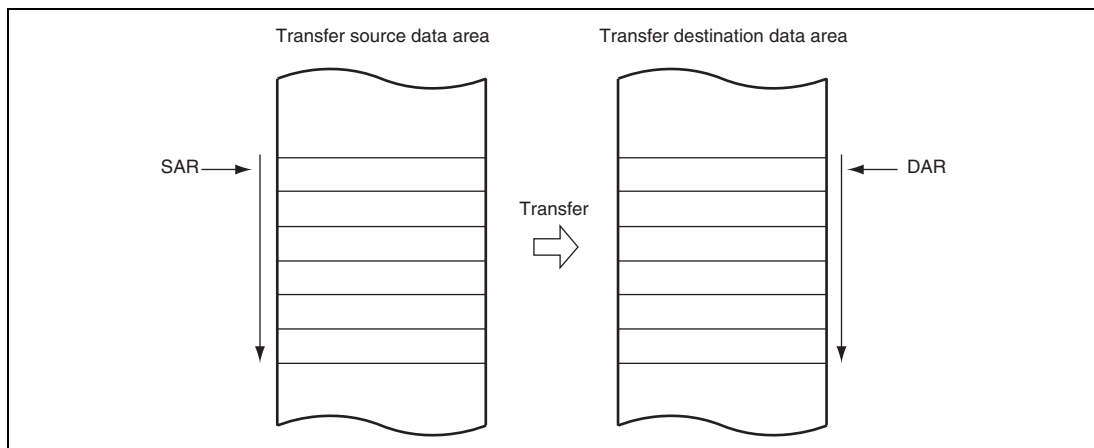 Transfer source data area
Transfer destination data area
SAR
DAR
Transfer